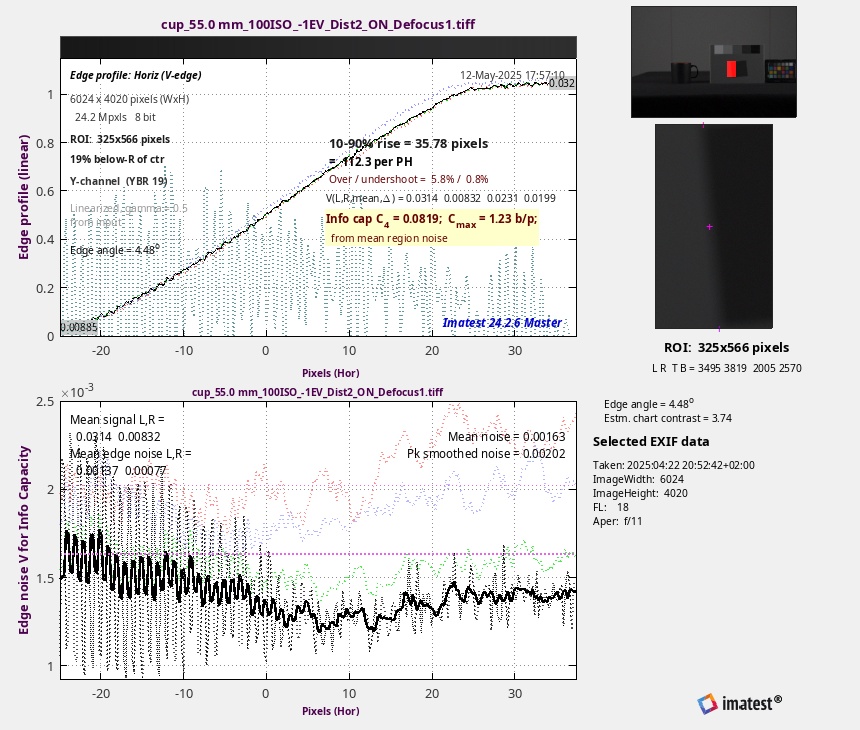 cup_55.0 mm_100ISO_-1EV_Dist2_ON_Defocus1.tiff
Edge profile: Horiz (V-edge)
12-May-2025 17:57:10
0.032
6024 x 4020 pixels (WxH)
24.2 Mpxls   8 bit
ROI:  325x566 pixels
19% below-R of ctr
Y-channel  (YBR 19)
Linearized, gamma = 0.5
from input
Edge angle = 4.48°
10-90% rise = 35.78 pixels
= 112.3 per PH
Over / undershoot =  5.8% /  0.8%
V(L,R,mean,Δ) = 0.0314  0.00832  0.0231  0.0199
Info cap C4 = 0.0819;  Cmax = 1.23 b/p;
from mean region noise
0.00885
Imatest 24.2.6 Master
Edge profile (linear)
1
0.8
0.6
0.4
0.2
0
-20 -10 0 10 20 30
Pixels (Hor)
cup_55.0 mm_100ISO_-1EV_Dist2_ON_Defocus1.tiff
×10-3
Mean signal L,R =
0.0314  0.00832
Mean edge noise L,R =
0.00137  0.00077
Mean noise = 0.00163
Pk smoothed noise = 0.00202
Edge noise V for Info Capacity
2.5
2
1.5
1
-20 -10 0 10 20 30
Pixels (Hor)
ROI:  325x566 pixels
L R  T B = 3495 3819  2005 2570
Edge angle = 4.48°
Estm. chart contrast = 3.74
Selected EXIF data
Taken: 2025:04:22 20:52:42+02:00
ImageWidth:  6024
ImageHeight:  4020
FL:   18
Aper:  f/11
imatest®